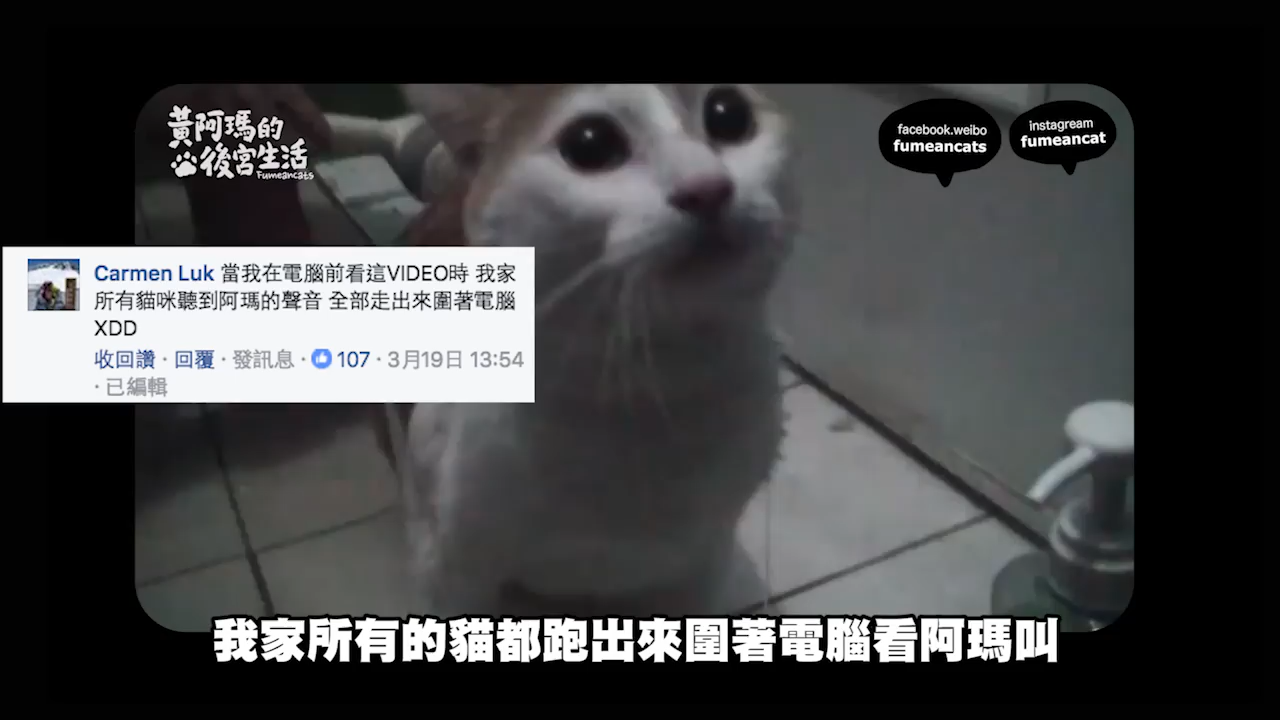 黃阿瑪的
後宮生活
Fumeancats
facebook.weibo
fumeancats
instagream
fumeancat
Carmen Luk 當我在電腦前看這VIDEO時 我家
所有貓咪聽到阿瑪的聲音 全部走出來圍著電腦
XDD
收回讚 · 回覆 · 發訊息 · 107 · 3月19日 13:54
· 已編輯
我家所有的貓都跑出來圍著電腦看阿瑪叫